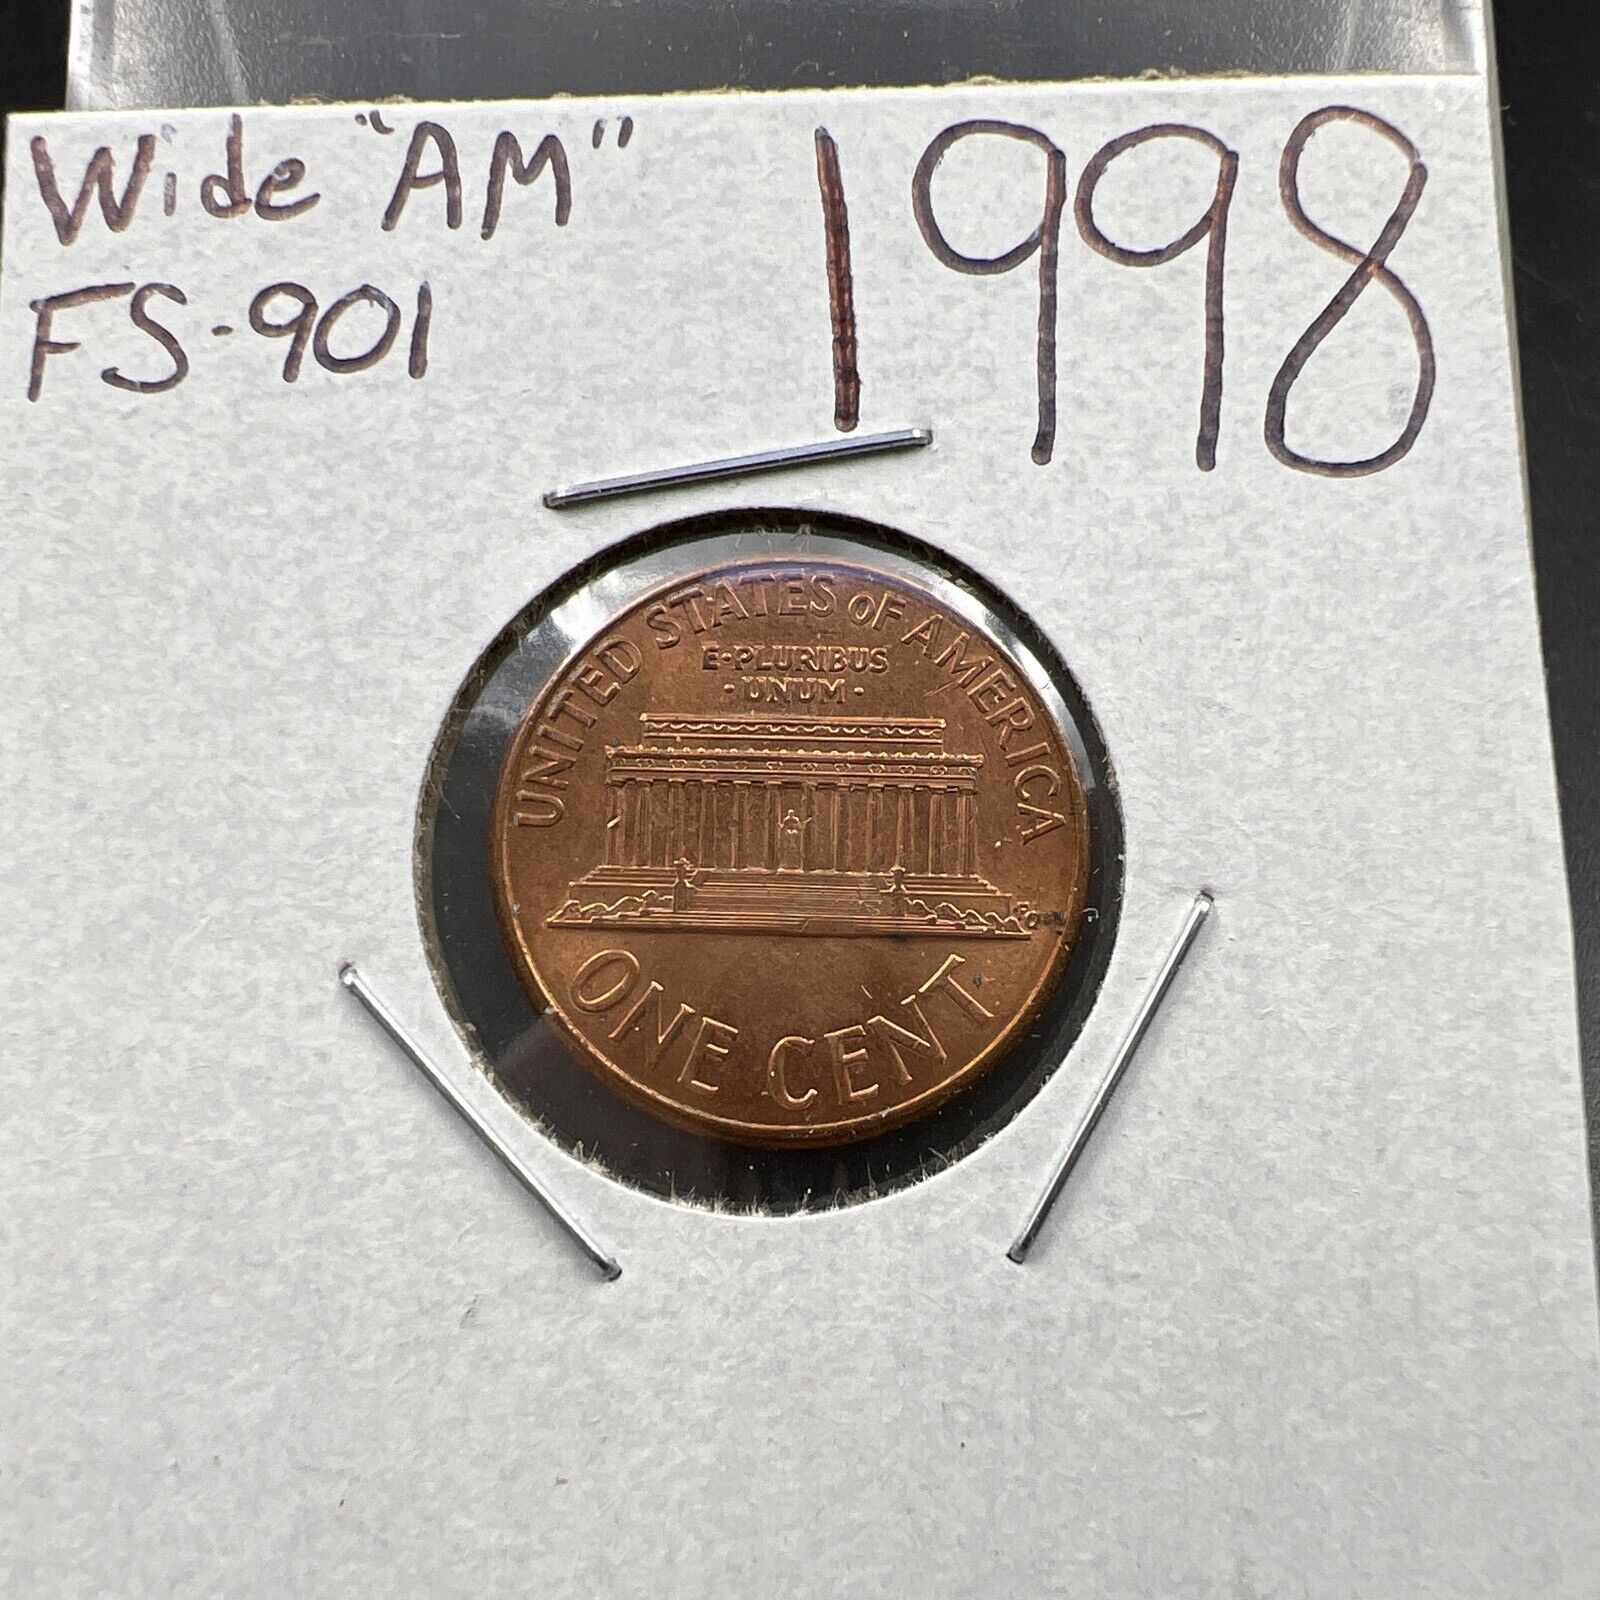 Wide "AM"
FS-901
1998
UNITED STATES OF AMERICA
E·PLURIBUS
·UNUM·
ONE CENT